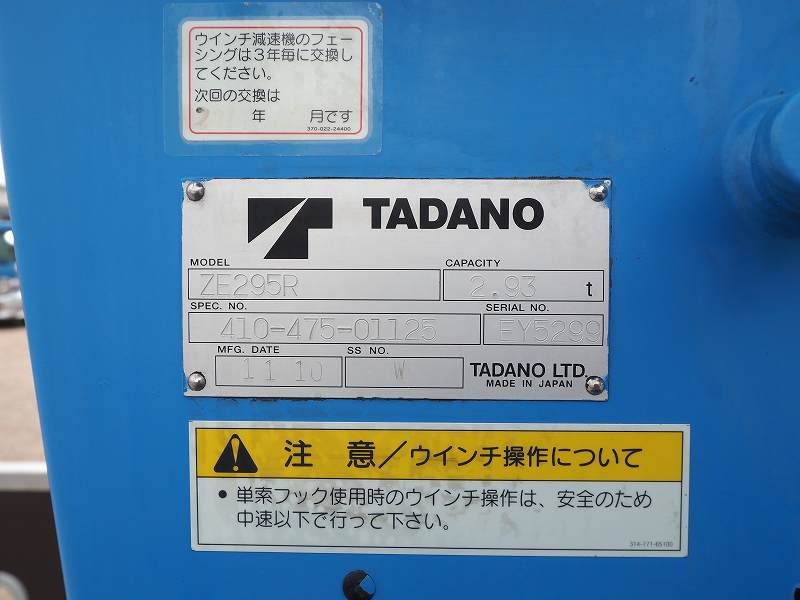 ウインチ減速機のフェー
シングは3年毎に交換し
てください。
次回の交換は
年 月です
370-022-24400
TADANO
MODEL CAPACITY
ZE295R 2.93 t
SPEC. NO. SERIAL NO.
410-475-01125 FY5299
MFG. DATE SS NO.
11 10 W TADANO LTD.
MADE IN JAPAN
注 意/ウインチ操作について
• 単索フック使用時のウインチ操作は、安全のため
中速以下で行って下さい。
314-771-65100